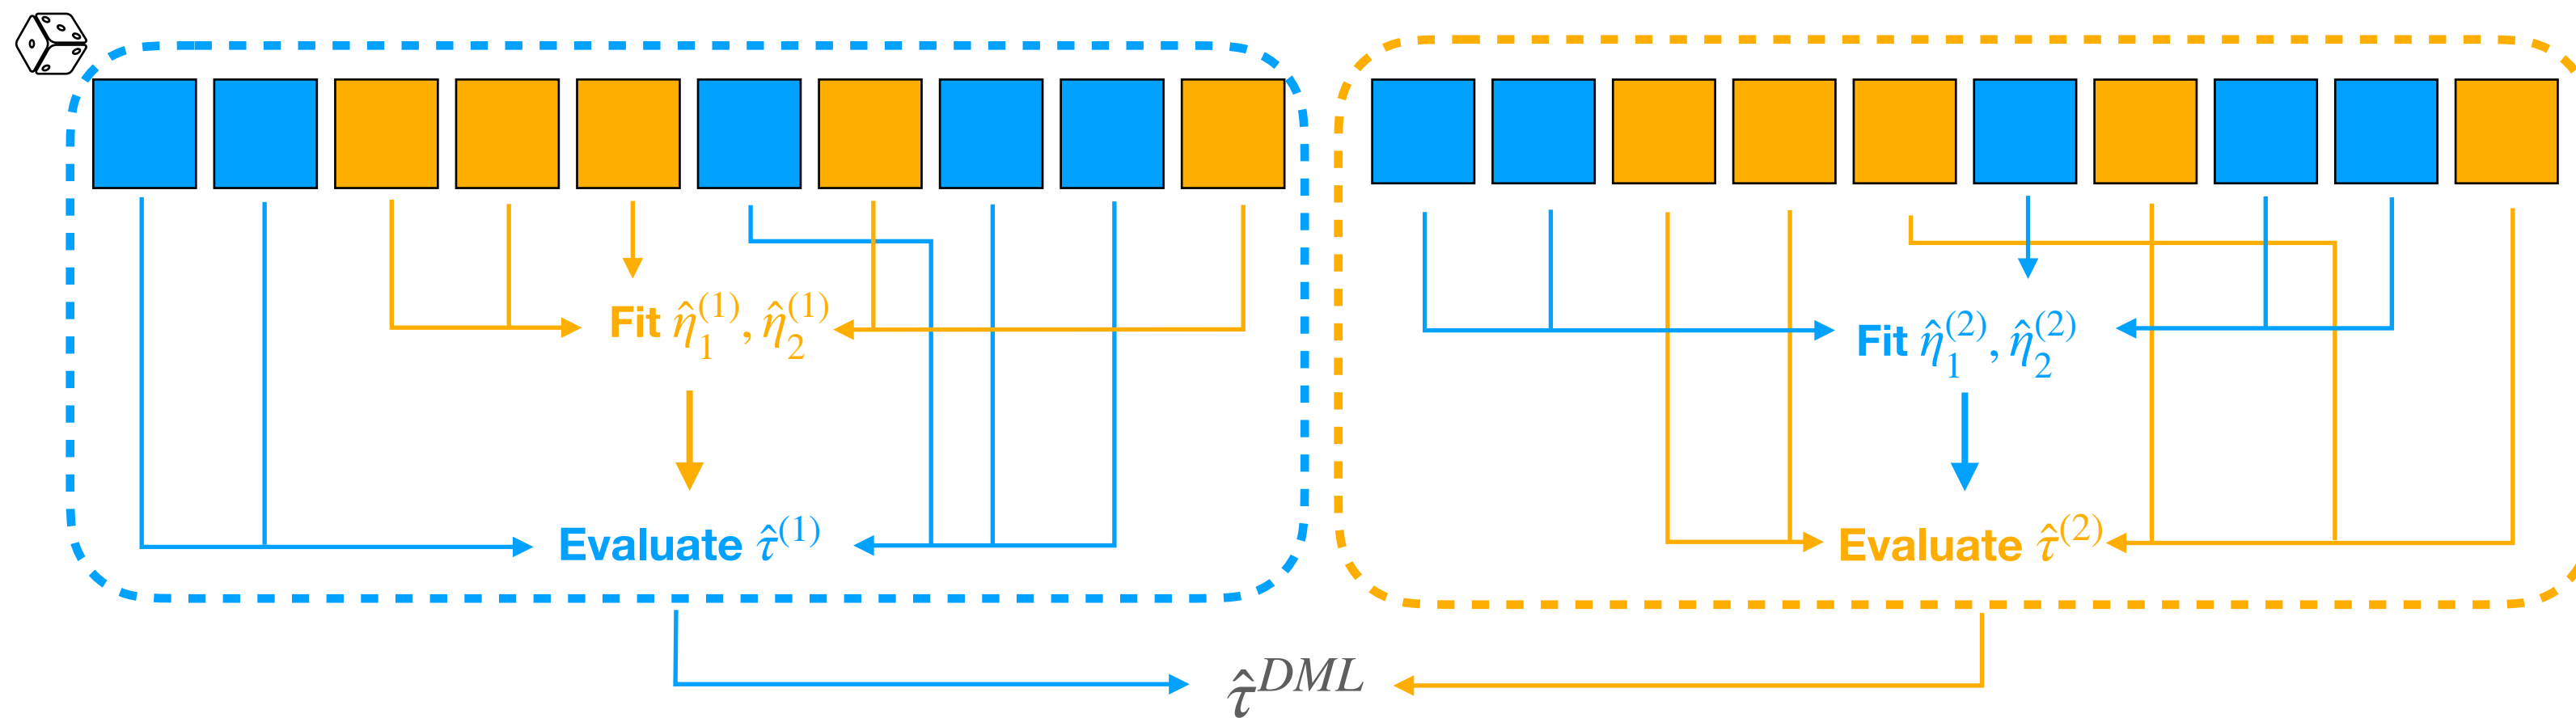 Fit η̂₁⁽¹⁾, η̂₂⁽¹⁾
Evaluate τ̂⁽¹⁾
Fit η̂₁⁽²⁾, η̂₂⁽²⁾
Evaluate τ̂⁽²⁾
τ̂ᴰᴹᴸ